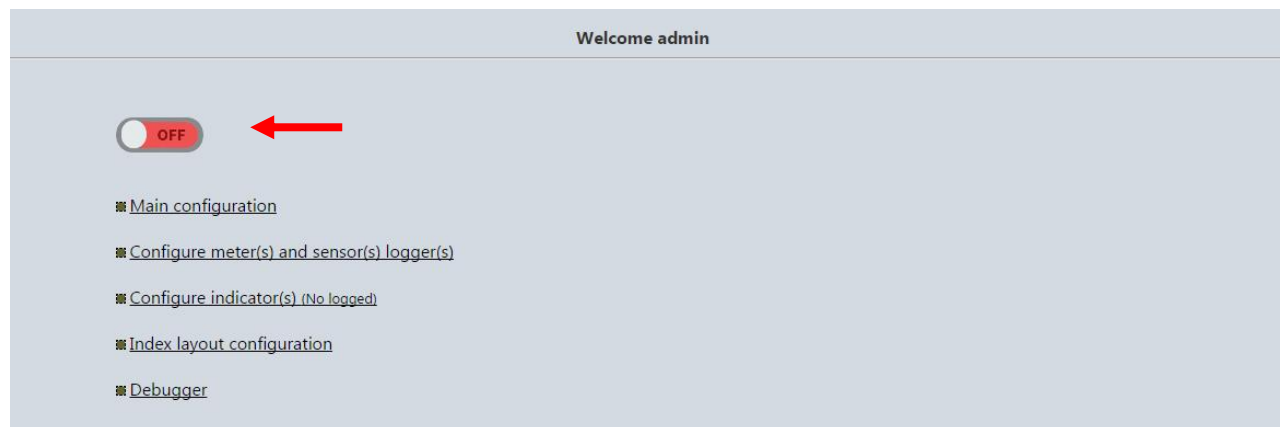 Welcome admin
OFF
Main configuration
Configure meter(s) and sensor(s) logger(s)
Configure indicator(s) (No logged)
Index layout configuration
Debugger